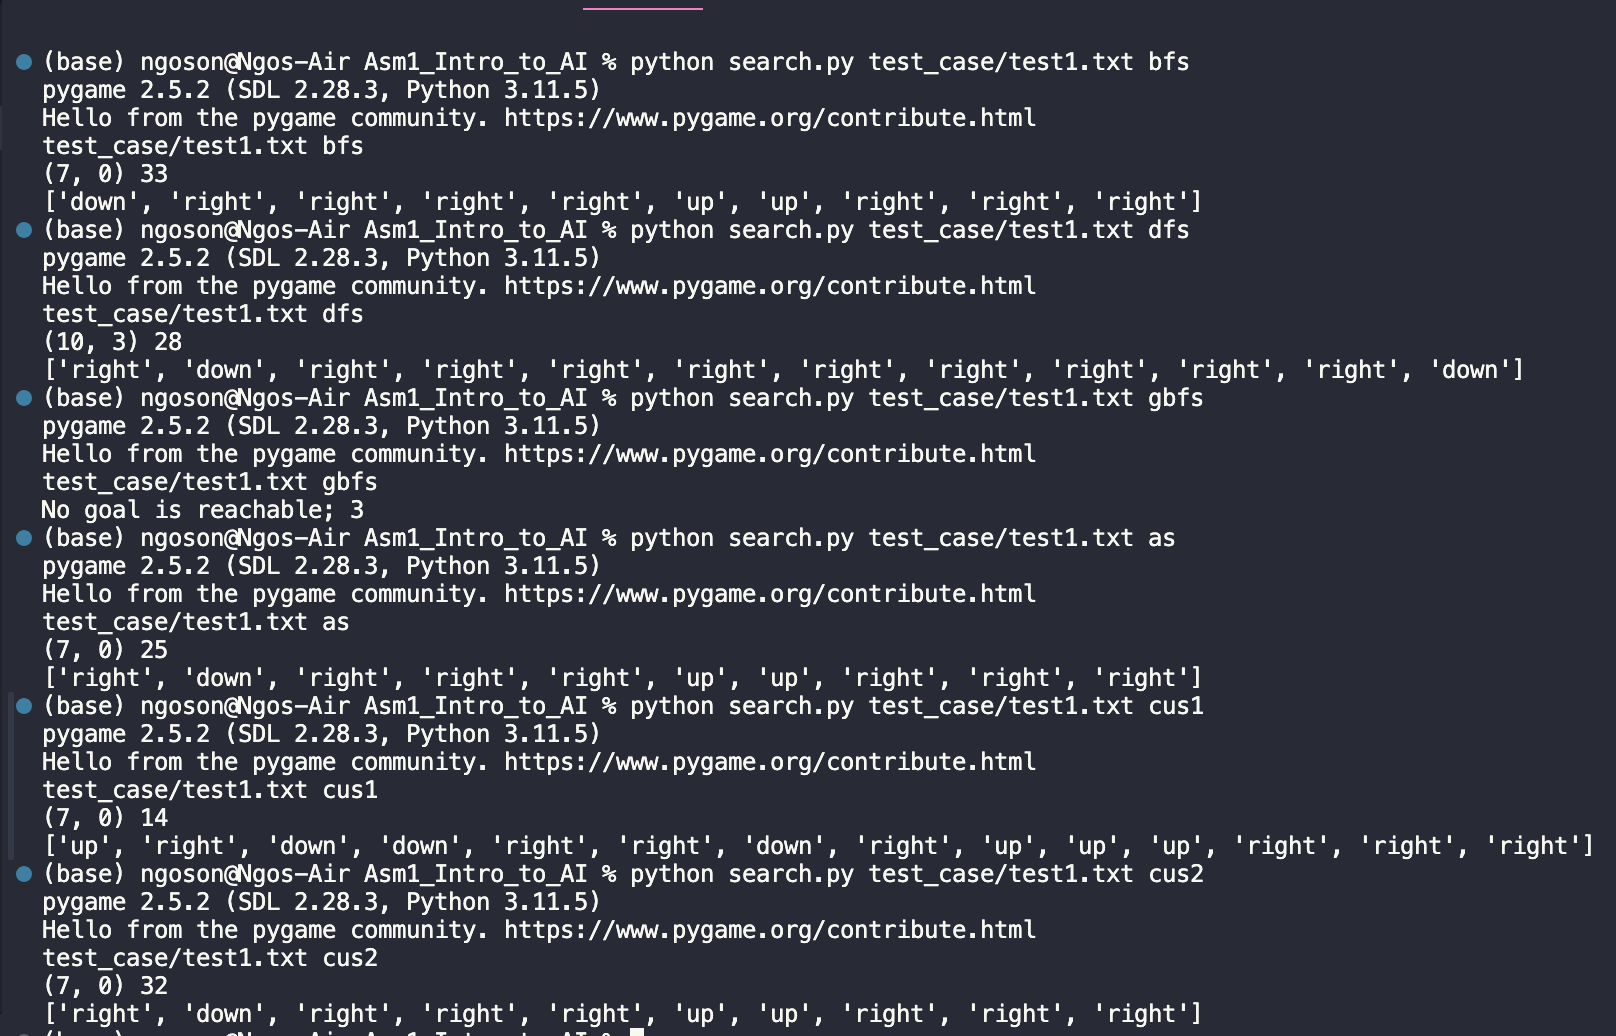 (base) ngoson@Ngos-Air Asm1_Intro_to_AI % python search.py test_case/test1.txt bfs
pygame 2.5.2 (SDL 2.28.3, Python 3.11.5)
Hello from the pygame community. https://www.pygame.org/contribute.html
test_case/test1.txt bfs
(7, 0) 33
['down', 'right', 'right', 'right', 'right', 'up', 'up', 'right', 'right', 'right']
(base) ngoson@Ngos-Air Asm1_Intro_to_AI % python search.py test_case/test1.txt dfs
pygame 2.5.2 (SDL 2.28.3, Python 3.11.5)
Hello from the pygame community. https://www.pygame.org/contribute.html
test_case/test1.txt dfs
(10, 3) 28
['right', 'down', 'right', 'right', 'right', 'right', 'right', 'right', 'right', 'right', 'right', 'down']
(base) ngoson@Ngos-Air Asm1_Intro_to_AI % python search.py test_case/test1.txt gbfs
pygame 2.5.2 (SDL 2.28.3, Python 3.11.5)
Hello from the pygame community. https://www.pygame.org/contribute.html
test_case/test1.txt gbfs
No goal is reachable; 3
(base) ngoson@Ngos-Air Asm1_Intro_to_AI % python search.py test_case/test1.txt as
pygame 2.5.2 (SDL 2.28.3, Python 3.11.5)
Hello from the pygame community. https://www.pygame.org/contribute.html
test_case/test1.txt as
(7, 0) 25
['right', 'down', 'right', 'right', 'right', 'up', 'up', 'right', 'right', 'right']
(base) ngoson@Ngos-Air Asm1_Intro_to_AI % python search.py test_case/test1.txt cus1
pygame 2.5.2 (SDL 2.28.3, Python 3.11.5)
Hello from the pygame community. https://www.pygame.org/contribute.html
test_case/test1.txt cus1
(7, 0) 14
['up', 'right', 'down', 'down', 'right', 'right', 'down', 'right', 'up', 'up', 'up', 'right', 'right', 'right']
(base) ngoson@Ngos-Air Asm1_Intro_to_AI % python search.py test_case/test1.txt cus2
pygame 2.5.2 (SDL 2.28.3, Python 3.11.5)
Hello from the pygame community. https://www.pygame.org/contribute.html
test_case/test1.txt cus2
(7, 0) 32
['right', 'down', 'right', 'right', 'right', 'up', 'up', 'right', 'right', 'right']
(base) ngoson@Ngos-Air Asm1_Intro_to_AI %